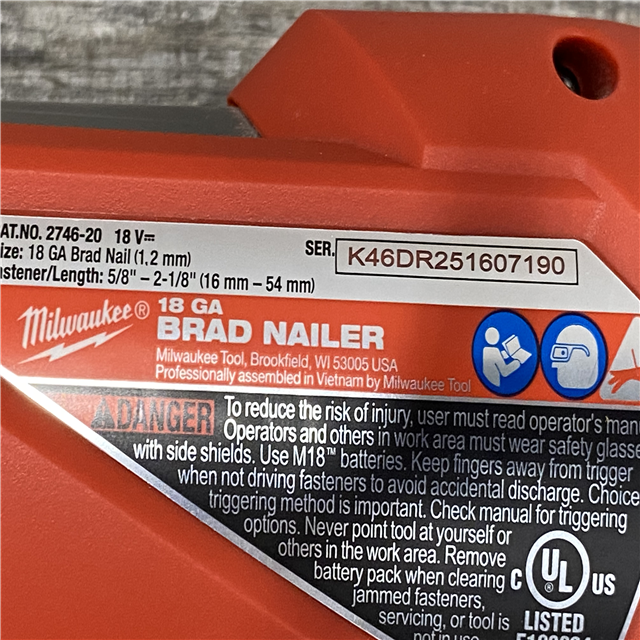 AT.NO. 2746-20 18 V⎓
ize: 18 GA Brad Nail (1,2 mm)
astener/Length: 5/8" – 2-1/8" (16 mm – 54 mm)
SER. K46DR251607190
Milwaukee®
18 GA
BRAD NAILER
Milwaukee Tool, Brookfield, WI 53005 USA
Professionally assembled in Vietnam by Milwaukee Tool
DANGER
To reduce the risk of injury, user must read operator's man
Operators and others in work area must wear safety glasse
with side shields. Use M18™ batteries. Keep fingers away from trigger
when not driving fasteners to avoid accidental discharge. Choice
triggering method is important. Check manual for triggering
options. Never point tool at yourself or
others in the work area. Remove
battery pack when clearing
jammed fasteners,
servicing, or tool is
C UL US
LISTED